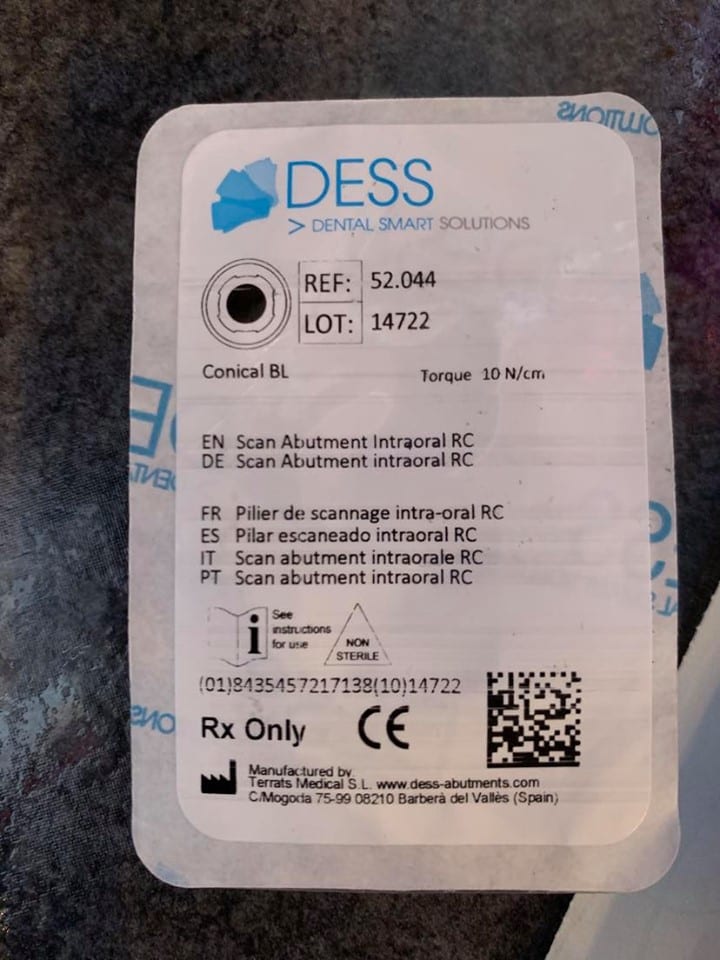 DESS
> DENTAL SMART SOLUTIONS
REF: 52.044
LOT: 14722
Conical BL Torque 10 N/cm
EN Scan Abutment Intraoral RC
DE Scan Abutment intraoral RC
FR Pilier de scannage intra-oral RC
ES Pilar escaneado intraoral RC
IT Scan abutment intraorale RC
PT Scan abutment intraoral RC
i See
instructions
for use
NON
STERILE
(01)8435457217138(10)14722
Rx Only CE
Manufactured by
Terrats Medical S.L. www.dess-abutments.com
C/Mogoda 75-99 08210 Barberà del Vallès (Spain)